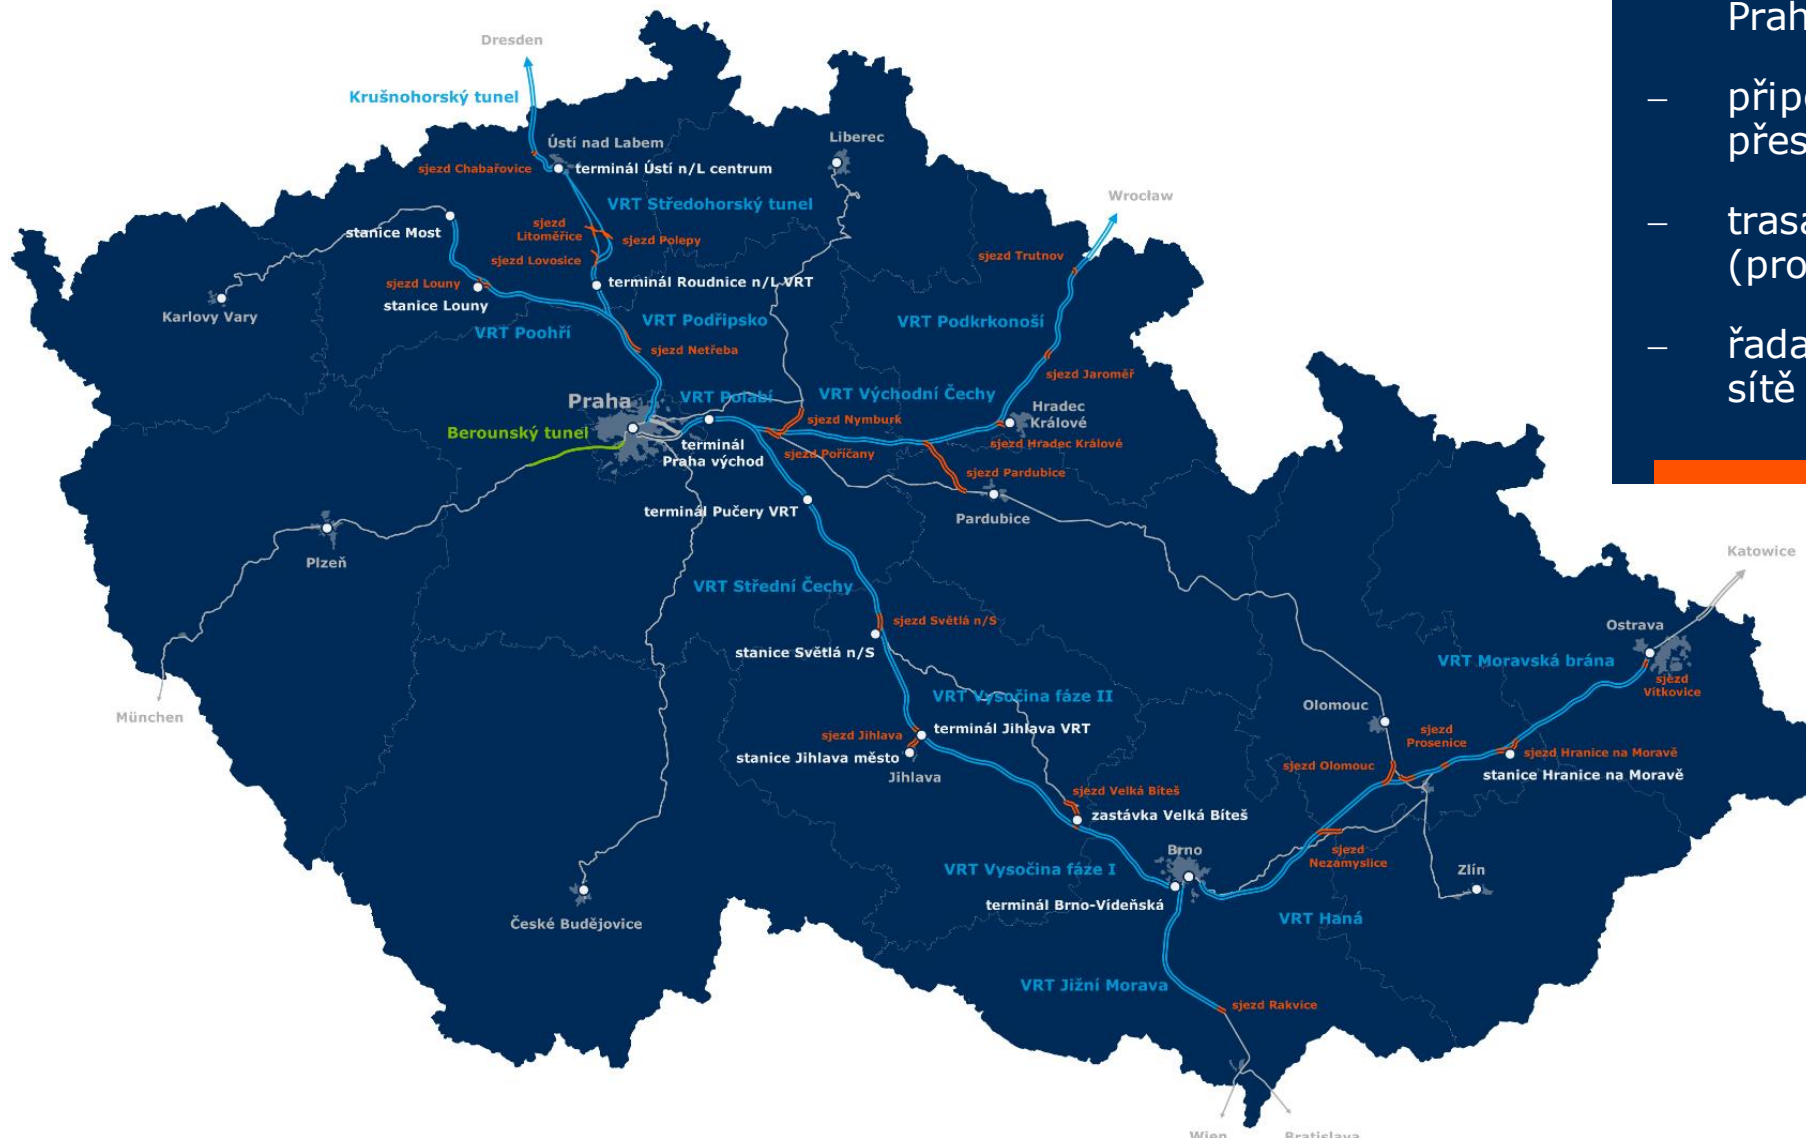 Dresden
Krušnohorský tunel
Ústí nad Labem
sjezd Chabařovice
terminál Ústí n/L centrum
Liberec
VRT Středohorský tunel
Wrocław
sjezd
Litoměřice
sjezd Polepy
stanice Most
sjezd Lovosice
sjezd Trutnov
sjezd Louny
terminál Roudnice n/L VRT
stanice Louny
Karlovy Vary
VRT Poohří
VRT Podřipsko
VRT Podkrkonoší
sjezd Netřeba
sjezd Jaroměř
Praha
VRT Polabí
VRT Východní Čechy
Hradec
Králové
sjezd Nymburk
Berounský tunel
terminál
Praha východ
sjezd Poříčany
sjezd Hradec Králové
sjezd Pardubice
terminál Pučery VRT
Pardubice
Plzeň
VRT Střední Čechy
Katowice
sjezd Světlá n/S
Ostrava
stanice Světlá n/S
VRT Moravská brána
sjezd
Vítkovice
VRT Vysočina fáze II
München
Olomouc
sjezd Jihlava
terminál Jihlava VRT
sjezd
Prosenice
stanice Jihlava město
Jihlava
sjezd Olomouc
sjezd Hranice na Moravě
stanice Hranice na Moravě
sjezd Velká Bíteš
zastávka Velká Bíteš
Brno
sjezd
Nezamyslice
VRT Vysočina fáze I
Zlín
terminál Brno-Vídeňská
České Budějovice
VRT Haná
VRT Jižní Morava
sjezd Rakvice
Wien
Bratislava
Prah
– přip
přes
– tras
(pro
– řada
sítě